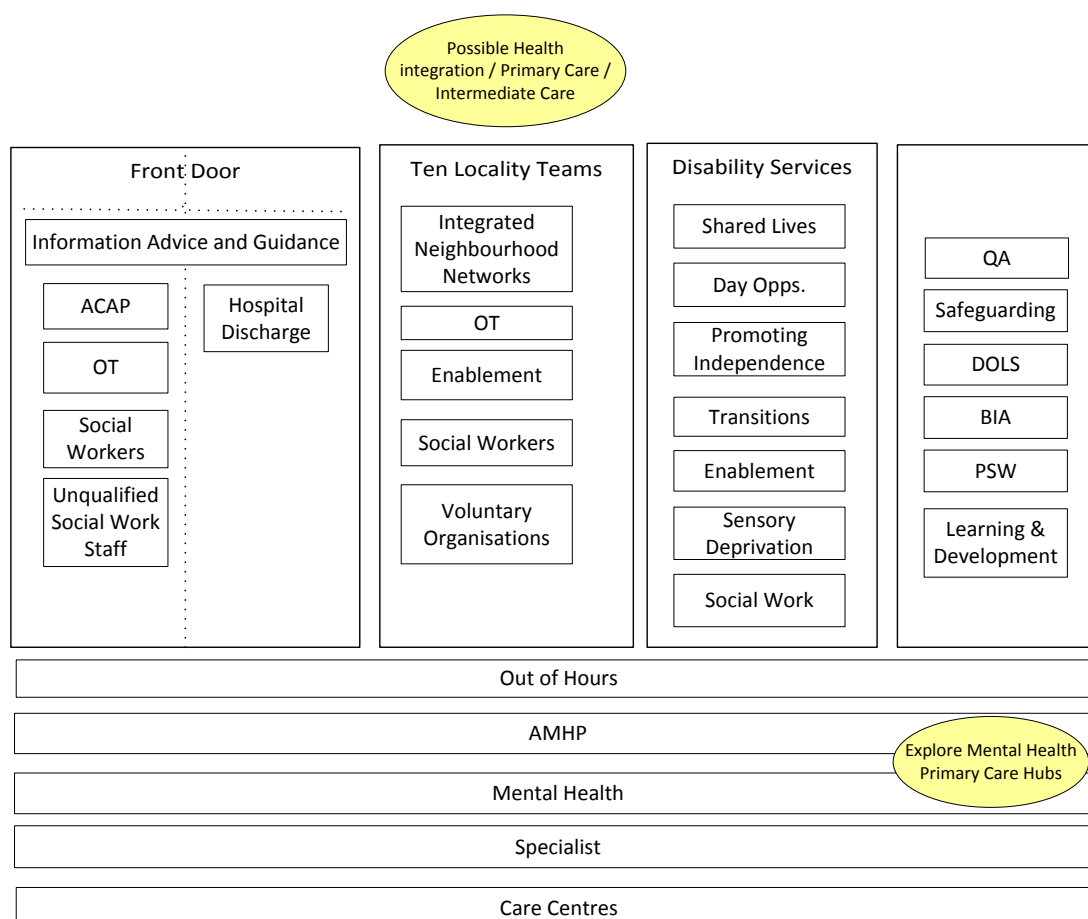 Possible Health
integration / Primary Care /
Intermediate Care
Front Door
Information Advice and Guidance
ACAP
OT
Social
Workers
Unqualified
Social Work
Staff
Hospital
Discharge
Ten Locality Teams
Integrated
Neighbourhood
Networks
OT
Enablement
Social Workers
Voluntary
Organisations
Disability Services
Shared Lives
Day Opps.
Promoting
Independence
Transitions
Enablement
Sensory
Deprivation
Social Work
QA
Safeguarding
DOLS
BIA
PSW
Learning &
Development
Out of Hours
AMHP
Explore Mental Health
Primary Care Hubs
Mental Health
Specialist
Care Centres